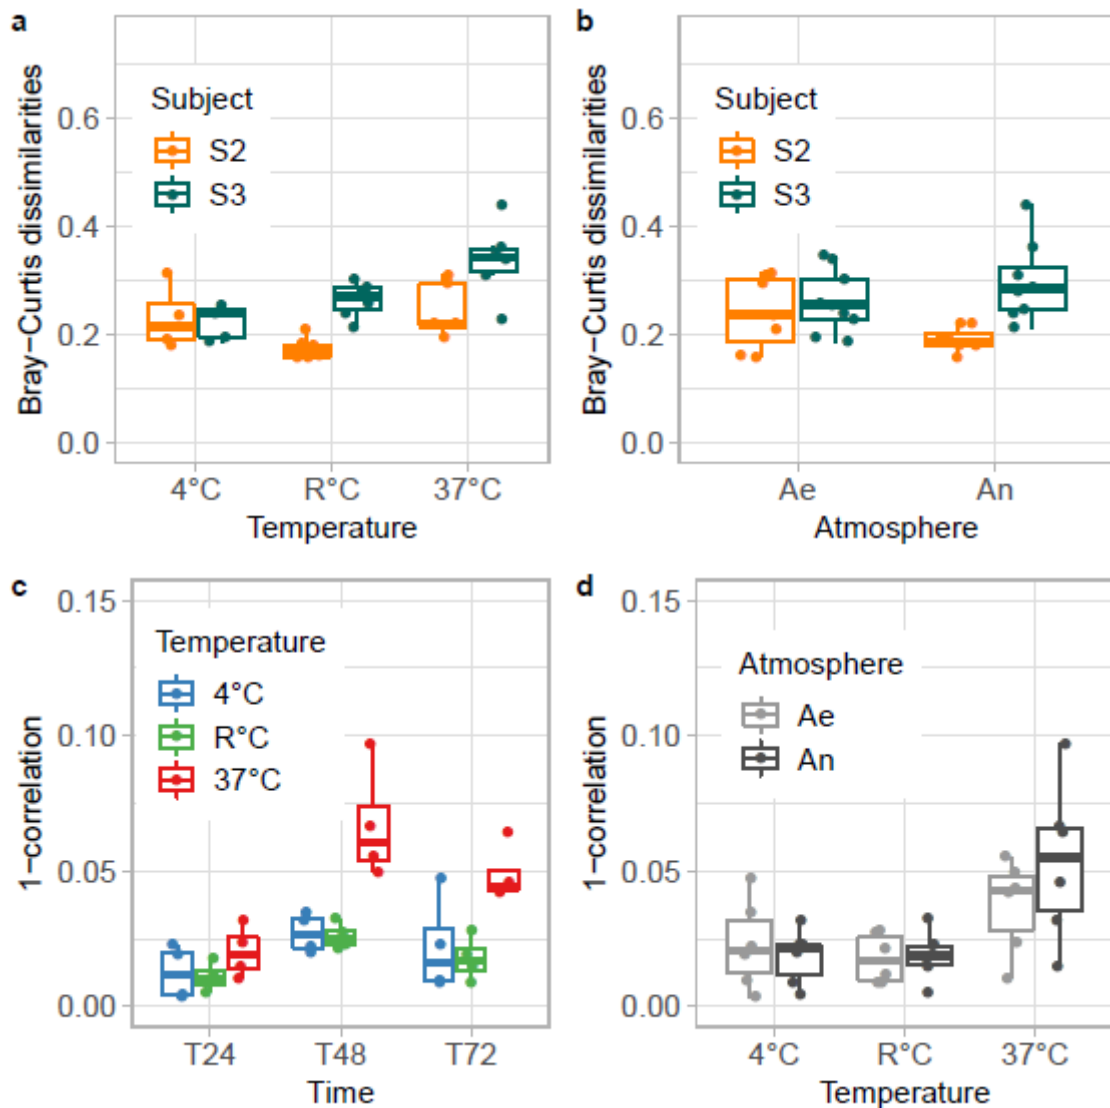 a
Bray−Curtis dissimilarities
0.6
0.4
0.2
0.0
Subject
S2
S3
4°C R°C 37°C
Temperature
b
Bray−Curtis dissimilarities
0.6
0.4
0.2
0.0
Subject
S2
S3
Ae An
Atmosphere
c
1−correlation
0.15
0.10
0.05
0.00
Temperature
4°C
R°C
37°C
T24 T48 T72
Time
d
1−correlation
0.15
0.10
0.05
0.00
Atmosphere
Ae
An
4°C R°C 37°C
Temperature